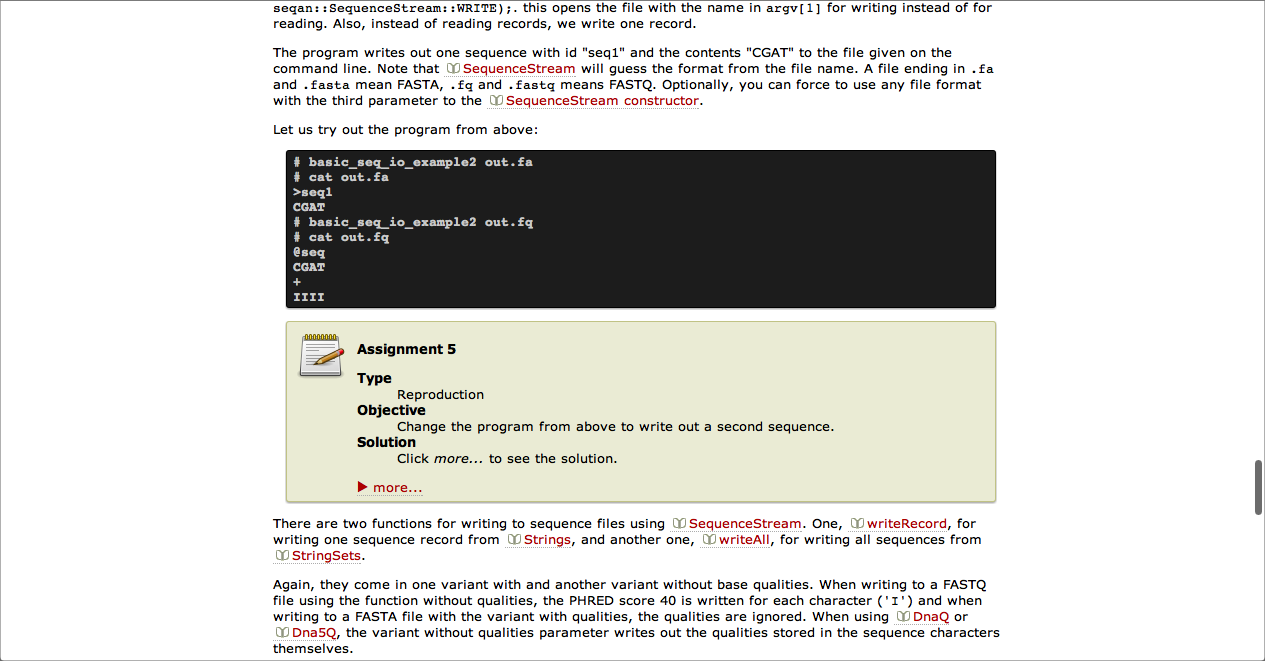 seqan::SequenceStream::WRITE);. this opens the file with the name in argv[1] for writing instead of for
reading. Also, instead of reading records, we write one record.
The program writes out one sequence with id "seq1" and the contents "CGAT" to the file given on the
command line. Note that SequenceStream will guess the format from the file name. A file ending in .fa
and .fasta mean FASTA, .fq and .fastq means FASTQ. Optionally, you can force to use any file format
with the third parameter to the SequenceStream constructor.
Let us try out the program from above:
# basic_seq_io_example2 out.fa
# cat out.fa
>seq1
CGAT
# basic_seq_io_example2 out.fq
# cat out.fq
@seq
CGAT
+
IIII
Assignment 5
Type
Reproduction
Objective
Change the program from above to write out a second sequence.
Solution
Click more... to see the solution.
more...
There are two functions for writing to sequence files using SequenceStream. One, writeRecord, for
writing one sequence record from Strings, and another one, writeAll, for writing all sequences from
StringSets.
Again, they come in one variant with and another variant without base qualities. When writing to a FASTQ
file using the function without qualities, the PHRED score 40 is written for each character ('I') and when
writing to a FASTA file with the variant with qualities, the qualities are ignored. When using DnaQ or
Dna5Q, the variant without qualities parameter writes out the qualities stored in the sequence characters
themselves.